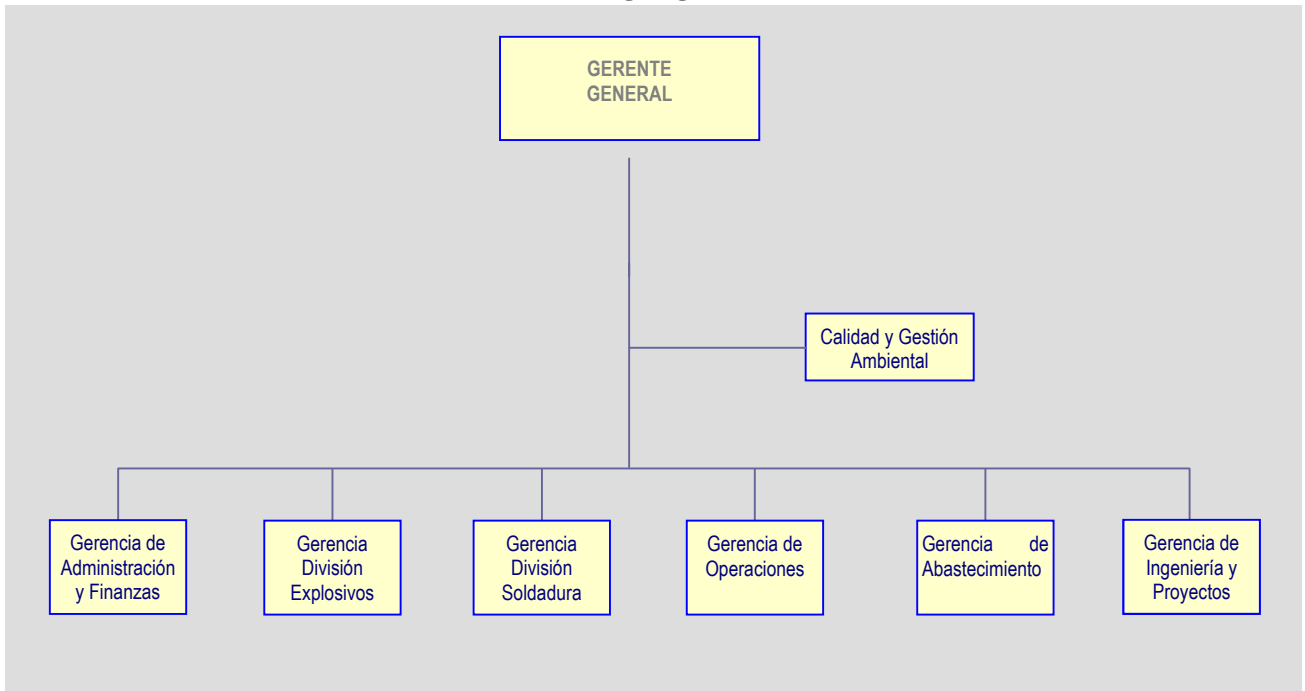 GERENTE
GENERAL
Calidad y Gestión
Ambiental
Gerencia de
Administración
y Finanzas
Gerencia
División
Explosivos
Gerencia
División
Soldadura
Gerencia de
Operaciones
Gerencia de
Abastecimiento
Gerencia de
Ingeniería y
Proyectos